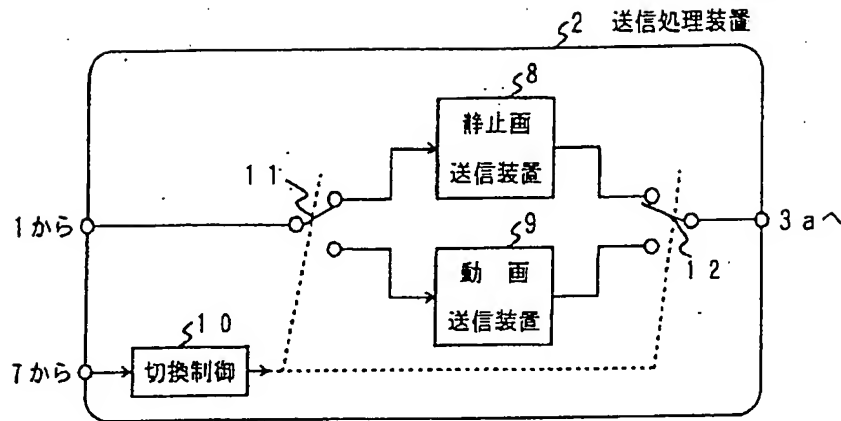 2 送信処理装置
8
静止画
送信装置
11
1から
3aへ
9
動 画
送信装置
12
10
7から
切換制御